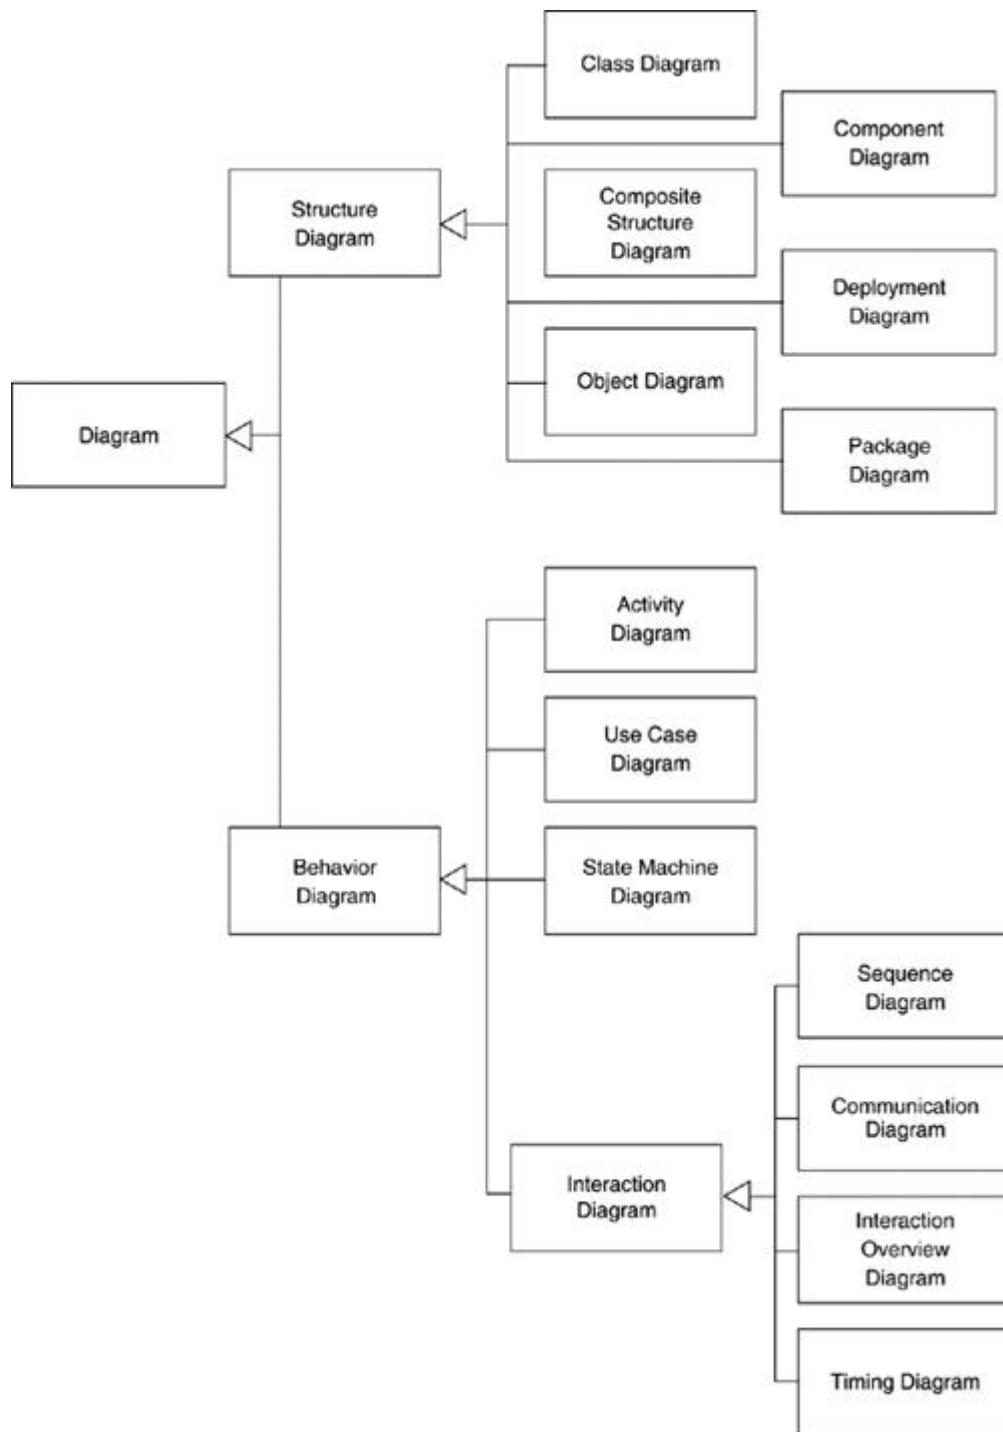 Class Diagram
Component
Diagram
Structure
Diagram
Composite
Structure
Diagram
Deployment
Diagram
Object Diagram
Diagram
Package
Diagram
Activity
Diagram
Use Case
Diagram
Behavior
Diagram
State Machine
Diagram
Sequence
Diagram
Communication
Diagram
Interaction
Diagram
Interaction
Overview
Diagram
Timing Diagram